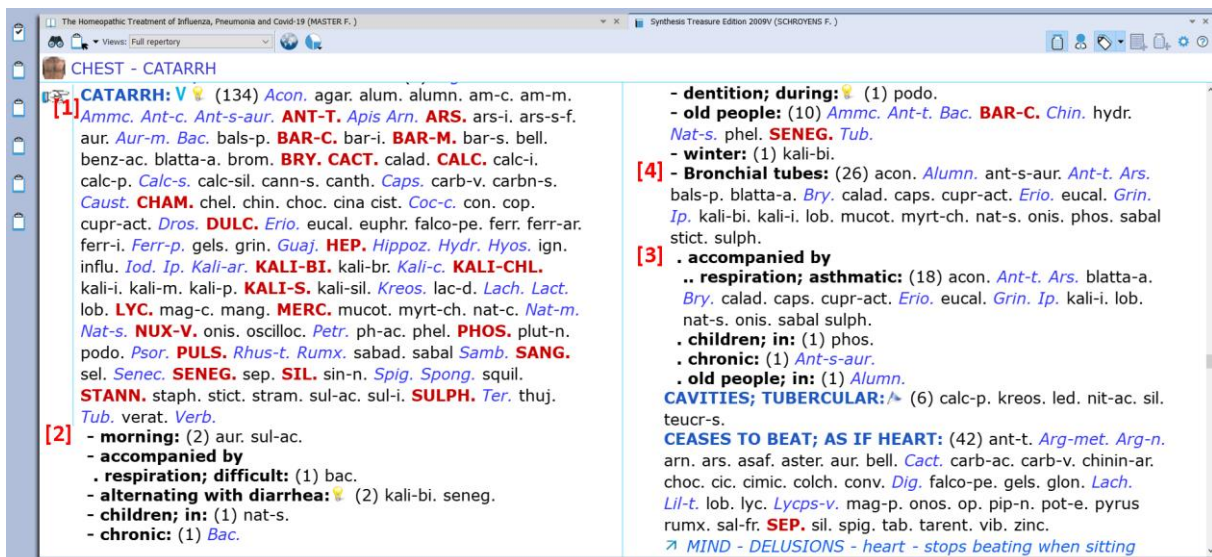 The Homeopathic Treatment of Influenza, Pneumonia and Covid-19 (MASTER F. )
Synthesis Treasure Edition 2009V (SCHROYENS F. )
Views: Full repertory
CHEST - CATARRH
[1] CATARRH: V (134) Acon. agar. alum. alumn. am-c. am-m.
Ammc. Ant-c. Ant-s-aur. ANT-T. Apis Arn. ARS. ars-i. ars-s-f.
aur. Aur-m. Bac. bals-p. BAR-C. bar-i. BAR-M. bar-s. bell.
benz-ac. blatta-a. brom. BRY. CACT. calad. CALC. calc-i.
calc-p. Calc-s. calc-sil. cann-s. canth. Caps. carb-v. carbn-s.
Caust. CHAM. chel. chin. choc. cina cist. Coc-c. con. cop.
cupr-act. Dros. DULC. Erio. eucal. euphr. falco-pe. ferr. ferr-ar.
ferr-i. Ferr-p. gels. grin. Guaj. HEP. Hippoz. Hydr. Hyos. ign.
influ. Iod. Ip. Kali-ar. KALI-BI. kali-br. Kali-c. KALI-CHL.
kali-i. kali-m. kali-p. KALI-S. kali-sil. Kreos. lac-d. Lach. Lact.
lob. LYC. mag-c. mang. MERC. mucot. myrt-ch. nat-c. Nat-m.
Nat-s. NUX-V. onis. oscilloc. Petr. ph-ac. phel. PHOS. plut-n.
podo. Psor. PULS. Rhus-t. Rumx. sabad. sabal Samb. SANG.
sel. Senec. SENEG. sep. SIL. sin-n. Spig. Spong. squil.
STANN. staph. stict. stram. sul-ac. sul-i. SULPH. Ter. thuj.
Tub. verat. Verb.
[2] - morning: (2) aur. sul-ac.
- accompanied by
. respiration; difficult: (1) bac.
- alternating with diarrhea: (2) kali-bi. seneg.
- children; in: (1) nat-s.
- chronic: (1) Bac.
- dentition; during: (1) podo.
- old people: (10) Ammc. Ant-t. Bac. BAR-C. Chin. hydr.
Nat-s. phel. SENEG. Tub.
- winter: (1) kali-bi.
[4] - Bronchial tubes: (26) acon. Alumn. ant-s-aur. Ant-t. Ars.
bals-p. blatta-a. Bry. calad. caps. cupr-act. Erio. eucal. Grin.
Ip. kali-bi. kali-i. lob. mucot. myrt-ch. nat-s. onis. phos. sabal
stict. sulph.
[3] . accompanied by
.. respiration; asthmatic: (18) acon. Ant-t. Ars. blatta-a.
Bry. calad. caps. cupr-act. Erio. eucal. Grin. Ip. kali-i. lob.
nat-s. onis. sabal sulph.
. children; in: (1) phos.
. chronic: (1) Ant-s-aur.
. old people; in: (1) Alumn.
CAVITIES; TUBERCULAR: (6) calc-p. kreos. led. nit-ac. sil.
teucr-s.
CEASES TO BEAT; AS IF HEART: (42) ant-t. Arg-met. Arg-n.
arn. ars. asaf. aster. aur. bell. Cact. carb-ac. carb-v. chinin-ar.
choc. cic. cimic. colch. conv. Dig. falco-pe. gels. glon. Lach.
Lil-t. lob. lyc. Lycps-v. mag-p. onos. op. pip-n. pot-e. pyrus
rumx. sal-fr. SEP. sil. spig. tab. tarent. vib. zinc.
MIND - DELUSIONS - heart - stops beating when sitting